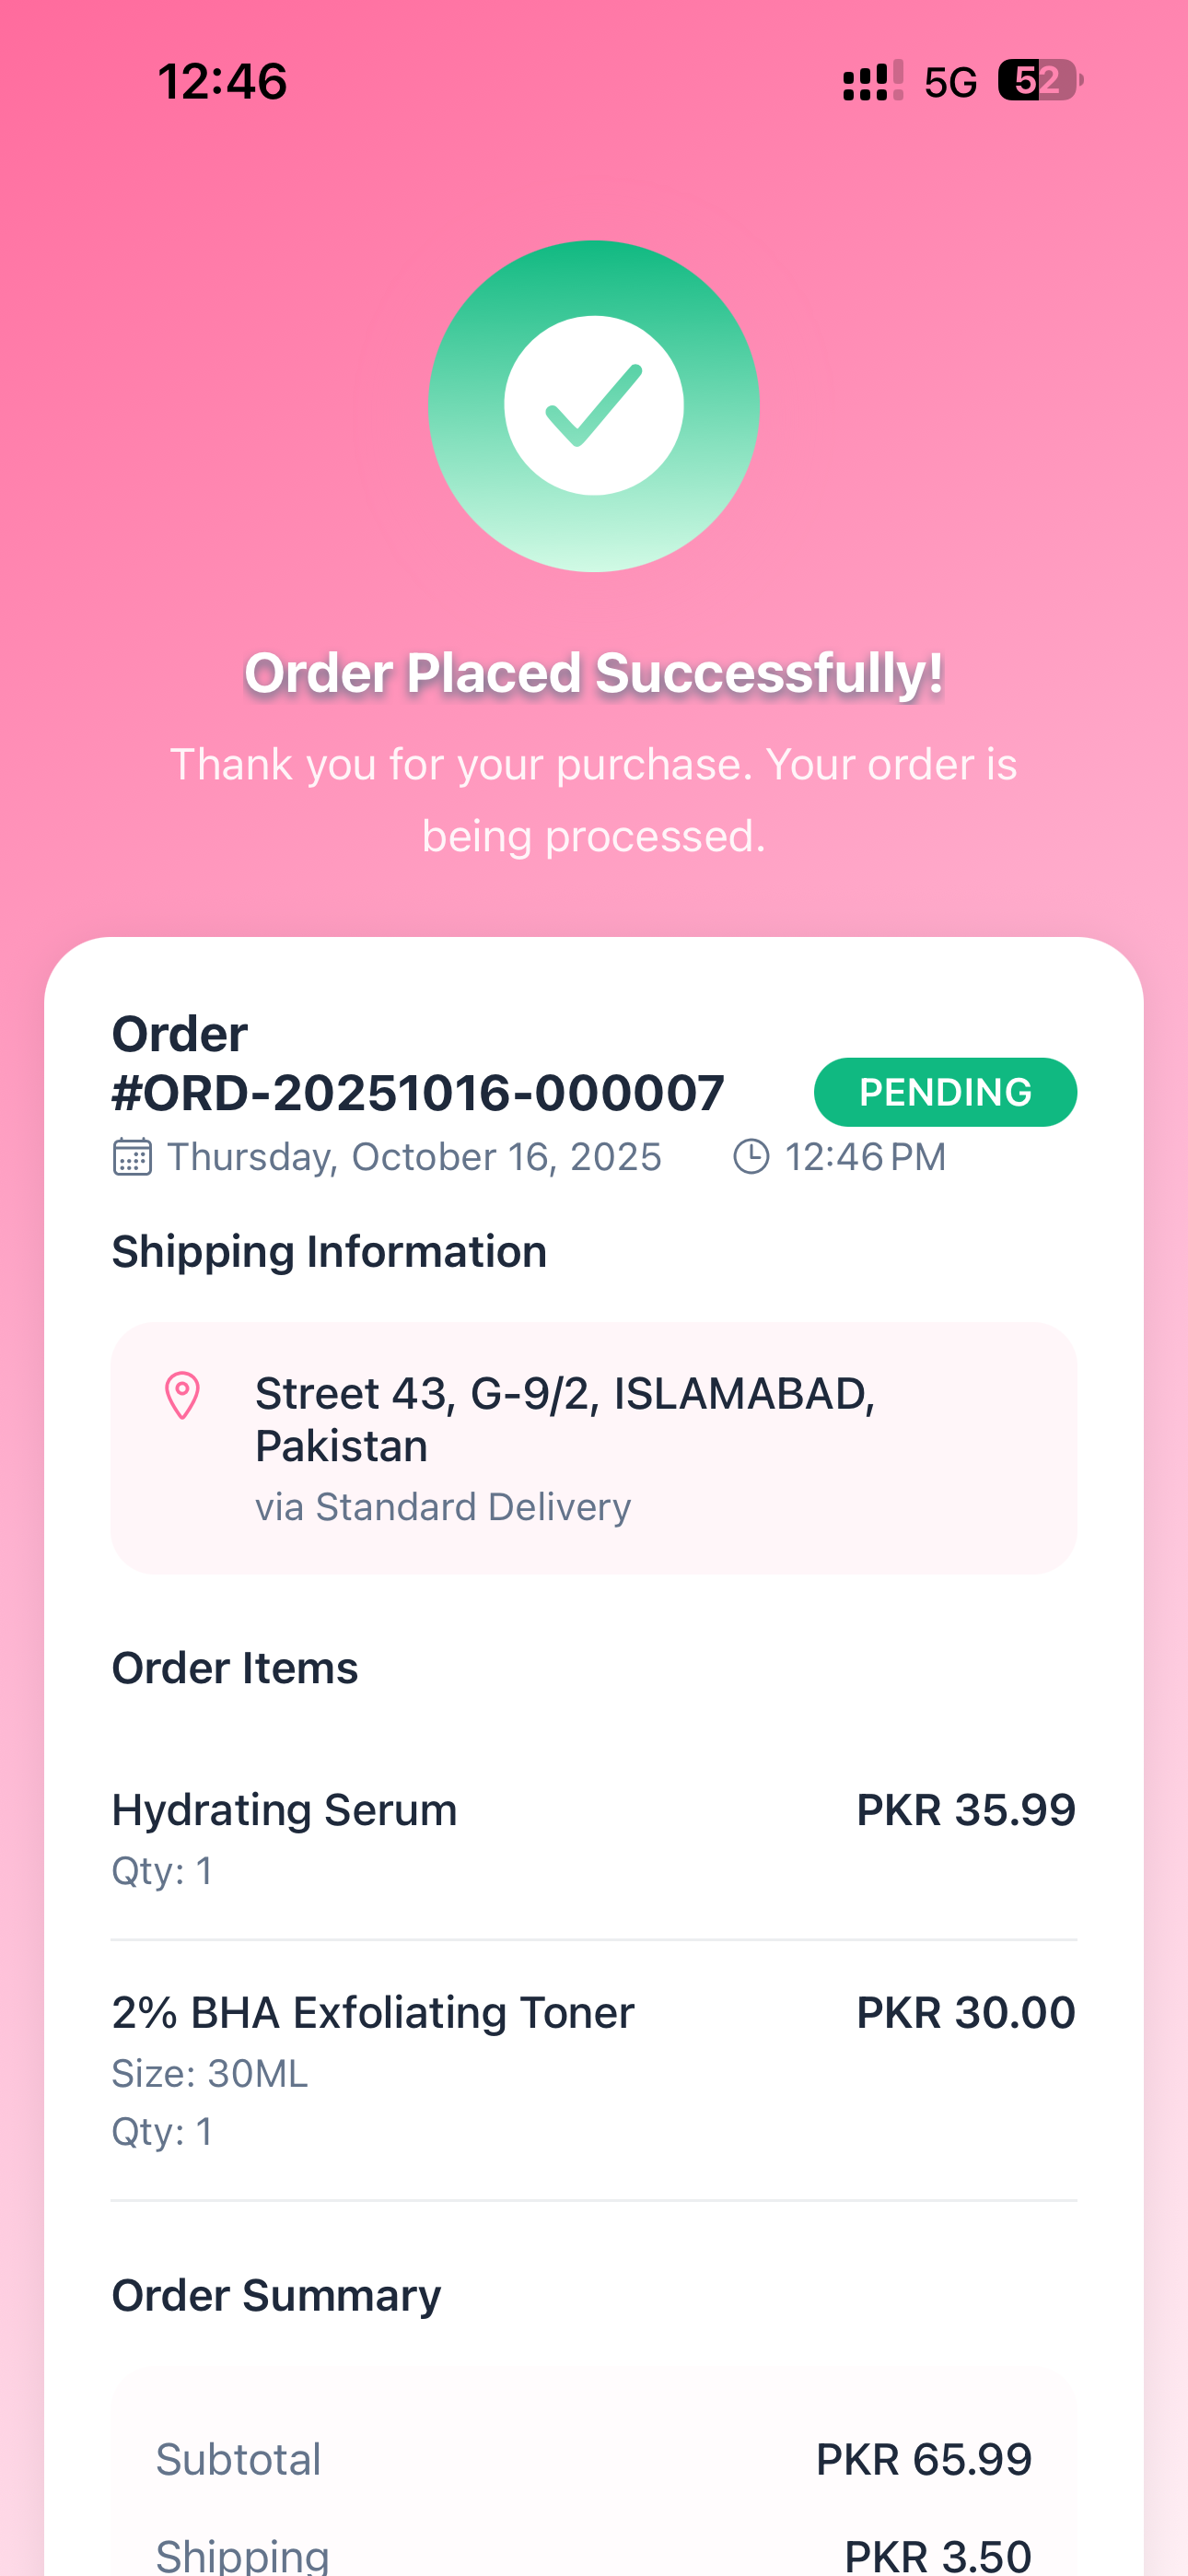 12:46
5G 52
Order Placed Successfully!
Thank you for your purchase. Your order is
being processed.
Order
#ORD-20251016-000007
PENDING
Thursday, October 16, 2025 12:46 PM
Shipping Information
Street 43, G-9/2, ISLAMABAD,
Pakistan
via Standard Delivery
Order Items
Hydrating Serum PKR 35.99
Qty: 1
2% BHA Exfoliating Toner PKR 30.00
Size: 30ML
Qty: 1
Order Summary
Subtotal PKR 65.99
Shipping PKR 3.50